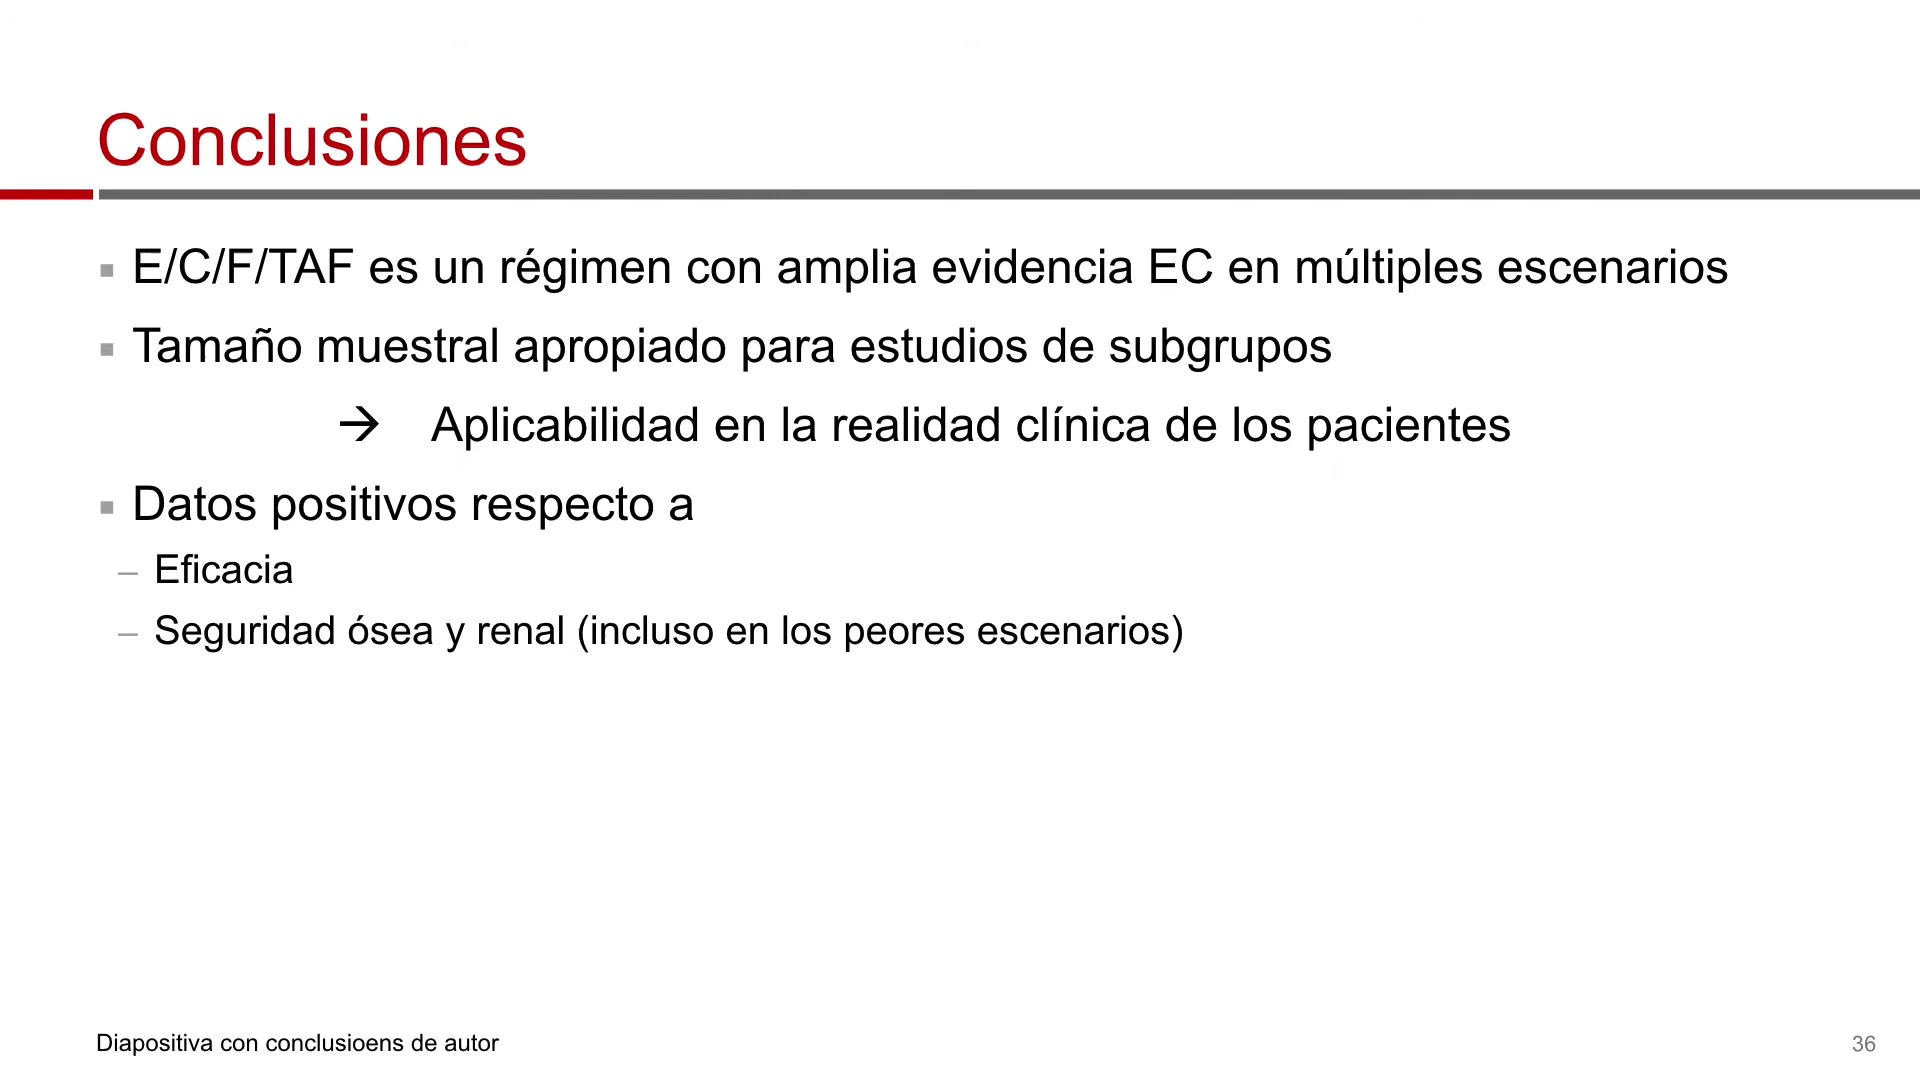 Conclusiones
▪ E/C/F/TAF es un régimen con amplia evidencia EC en múltiples escenarios
▪ Tamaño muestral apropiado para estudios de subgrupos
→ Aplicabilidad en la realidad clínica de los pacientes
▪ Datos positivos respecto a
– Eficacia
– Seguridad ósea y renal (incluso en los peores escenarios)
Diapositiva con conclusioens de autor
36